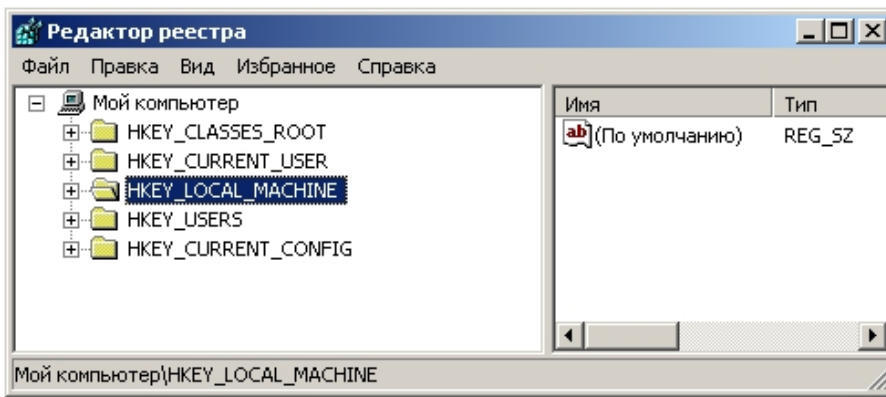 Редактор реестра
Файл Правка Вид Избранное Справка
Мой компьютер
HKEY_CLASSES_ROOT
HKEY_CURRENT_USER
HKEY_LOCAL_MACHINE
HKEY_USERS
HKEY_CURRENT_CONFIG
Имя Тип
ab (По умолчанию) REG_SZ
Мой компьютер\HKEY_LOCAL_MACHINE